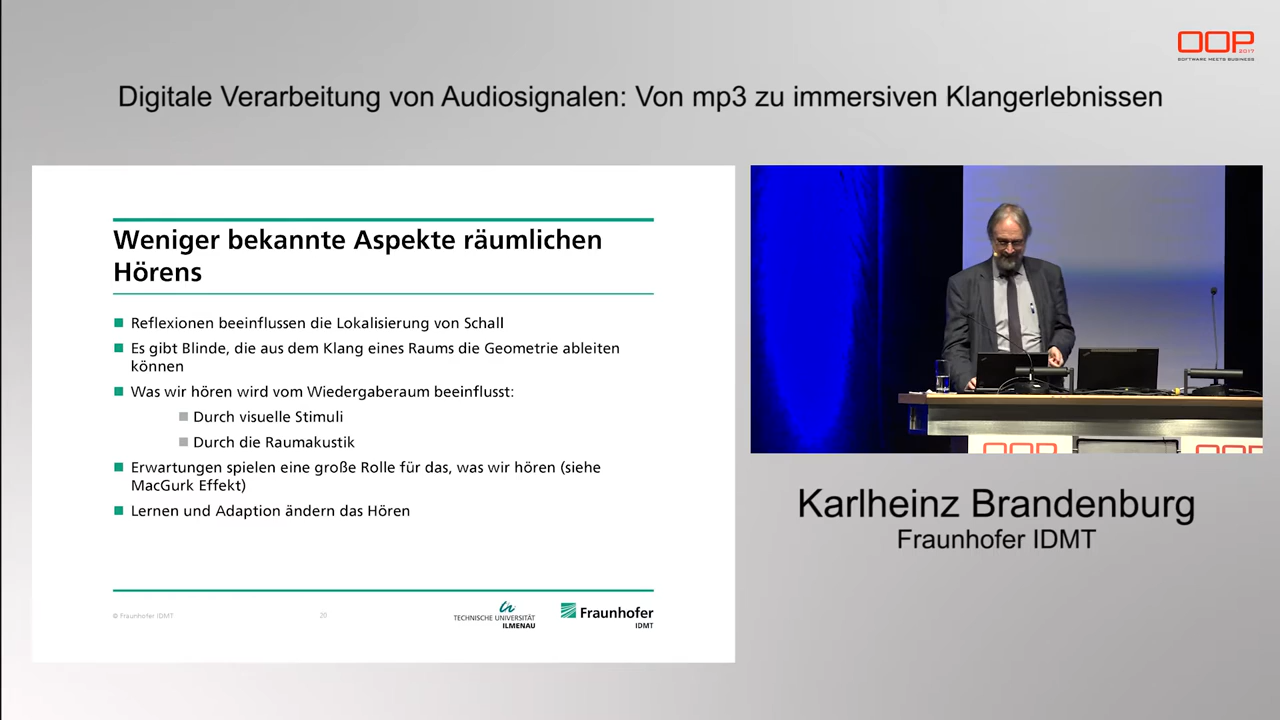 OOP
2017
SOFTWARE MEETS BUSINESS
Digitale Verarbeitung von Audiosignalen: Von mp3 zu immersiven Klangerlebnissen
Weniger bekannte Aspekte räumlichen
Hörens
Reflexionen beeinflussen die Lokalisierung von Schall
Es gibt Blinde, die aus dem Klang eines Raums die Geometrie ableiten
können
Was wir hören wird vom Wiedergaberaum beeinflusst:
Durch visuelle Stimuli
Durch die Raumakustik
Erwartungen spielen eine große Rolle für das, was wir hören (siehe
MacGurk Effekt)
Lernen und Adaption ändern das Hören
© Fraunhofer IDMT
20
TECHNISCHE UNIVERSITÄT
ILMENAU
Fraunhofer
IDMT
OOP
OOP
Karlheinz Brandenburg
Fraunhofer IDMT